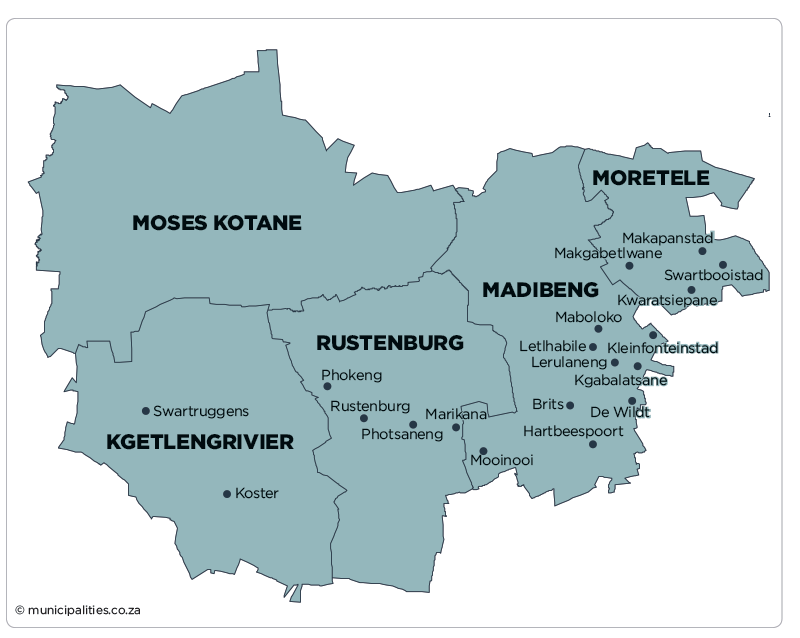 MORETELE
MOSES KOTANE
Makapanstad
Makgabetlwane
Swartbooistad
MADIBENG
Kwaratsiepane
Maboloko
RUSTENBURG
Letlhabile
Kleinfonteinstad
Lerulaneng
Phokeng
Kgabalatsane
Swartruggens
Rustenburg
Marikana
Brits
De Wildt
Photsaneng
Hartbeespoort
KGETLENGRIVIER
Mooinooi
Koster
© municipalities.co.za